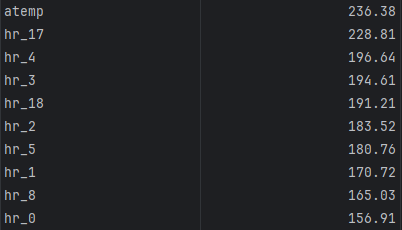 atemp 236.38
hr_17 228.81
hr_4 196.64
hr_3 194.61
hr_18 191.21
hr_2 183.52
hr_5 180.76
hr_1 170.72
hr_8 165.03
hr_0 156.91